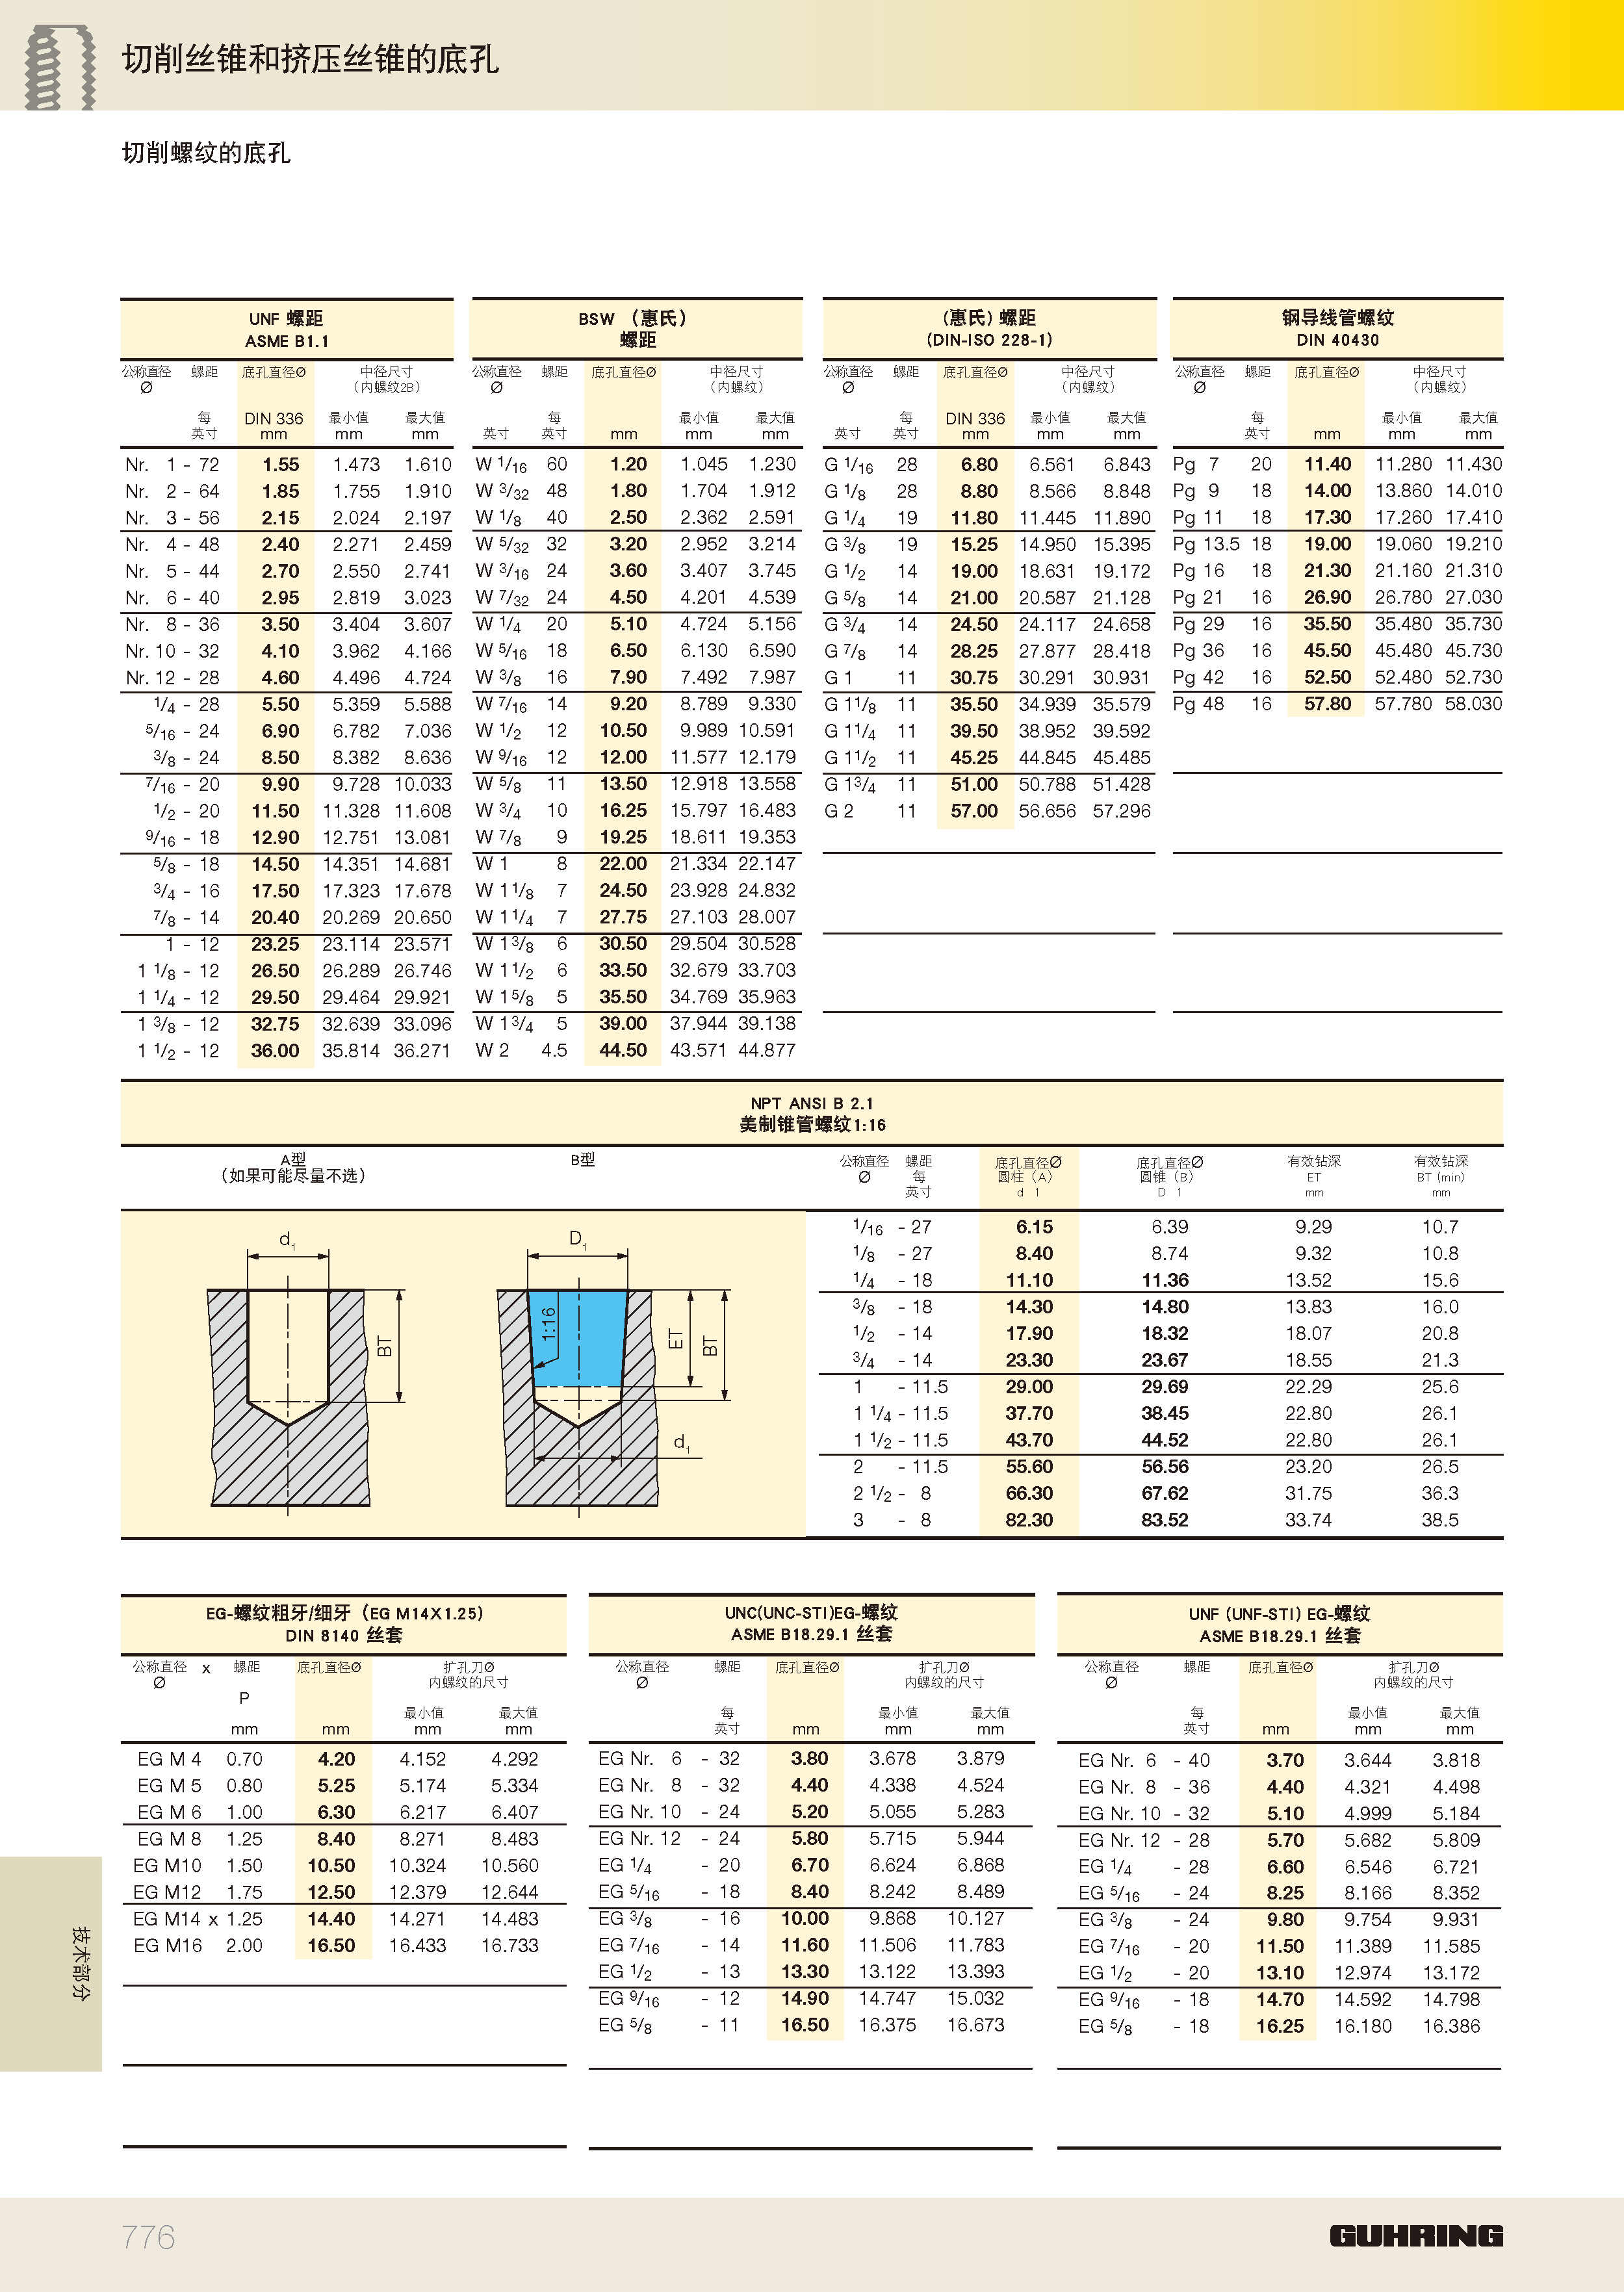 切削丝锥和挤压丝锥的底孔
切削螺纹的底孔
UNF 螺距
ASME B1.1
公称直径 螺距 底孔直径Ø 中径尺寸
Ø （内螺纹2B）
每 DIN 336 最小值 最大值
英寸 mm mm mm
Nr. 1 - 72 1.55 1.473 1.610
Nr. 2 - 64 1.85 1.755 1.910
Nr. 3 - 56 2.15 2.024 2.197
Nr. 4 - 48 2.40 2.271 2.459
Nr. 5 - 44 2.70 2.550 2.741
Nr. 6 - 40 2.95 2.819 3.023
Nr. 8 - 36 3.50 3.404 3.607
Nr. 10 - 32 4.10 3.962 4.166
Nr. 12 - 28 4.60 4.496 4.724
1/4 - 28 5.50 5.359 5.588
5/16 - 24 6.90 6.782 7.036
3/8 - 24 8.50 8.382 8.636
7/16 - 20 9.90 9.728 10.033
1/2 - 20 11.50 11.328 11.608
9/16 - 18 12.90 12.751 13.081
5/8 - 18 14.50 14.351 14.681
3/4 - 16 17.50 17.323 17.678
7/8 - 14 20.40 20.269 20.650
1 - 12 23.25 23.114 23.571
1 1/8 - 12 26.50 26.289 26.746
1 1/4 - 12 29.50 29.464 29.921
1 3/8 - 12 32.75 32.639 33.096
1 1/2 - 12 36.00 35.814 36.271
BSW （惠氏）
螺距
公称直径 螺距 底孔直径Ø 中径尺寸
Ø （内螺纹）
每 最小值 最大值
英寸 英寸 mm mm mm
W 1/16 60 1.20 1.045 1.230
W 3/32 48 1.80 1.704 1.912
W 1/8 40 2.50 2.362 2.591
W 5/32 32 3.20 2.952 3.214
W 3/16 24 3.60 3.407 3.745
W 7/32 24 4.50 4.201 4.539
W 1/4 20 5.10 4.724 5.156
W 5/16 18 6.50 6.130 6.590
W 3/8 16 7.90 7.492 7.987
W 7/16 14 9.20 8.789 9.330
W 1/2 12 10.50 9.989 10.591
W 9/16 12 12.00 11.577 12.179
W 5/8 11 13.50 12.918 13.558
W 3/4 10 16.25 15.797 16.483
W 7/8 9 19.25 18.611 19.353
W 1 8 22.00 21.334 22.147
W 1 1/8 7 24.50 23.928 24.832
W 1 1/4 7 27.75 27.103 28.007
W 1 3/8 6 30.50 29.504 30.528
W 1 1/2 6 33.50 32.679 33.703
W 1 5/8 5 35.50 34.769 35.963
W 1 3/4 5 39.00 37.944 39.138
W 2 4.5 44.50 43.571 44.877
(惠氏) 螺距
(DIN-ISO 228-1)
公称直径 螺距 底孔直径Ø 中径尺寸
Ø （内螺纹）
每 DIN 336 最小值 最大值
英寸 英寸 mm mm mm
G 1/16 28 6.80 6.561 6.843
G 1/8 28 8.80 8.566 8.848
G 1/4 19 11.80 11.445 11.890
G 3/8 19 15.25 14.950 15.395
G 1/2 14 19.00 18.631 19.172
G 5/8 14 21.00 20.587 21.128
G 3/4 14 24.50 24.117 24.658
G 7/8 14 28.25 27.877 28.418
G 1 11 30.75 30.291 30.931
G 1 1/8 11 35.50 34.939 35.579
G 1 1/4 11 39.50 38.952 39.592
G 1 1/2 11 45.25 44.845 45.485
G 1 3/4 11 51.00 50.788 51.428
G 2 11 57.00 56.656 57.296
钢导线管螺纹
DIN 40430
公称直径 螺距 底孔直径Ø 中径尺寸
Ø （内螺纹）
每 最小值 最大值
英寸 mm mm mm
Pg 7 20 11.40 11.280 11.430
Pg 9 18 14.00 13.860 14.010
Pg 11 18 17.30 17.260 17.410
Pg 13.5 18 19.00 19.060 19.210
Pg 16 18 21.30 21.160 21.310
Pg 21 16 26.90 26.780 27.030
Pg 29 16 35.50 35.480 35.730
Pg 36 16 45.50 45.480 45.730
Pg 42 16 52.50 52.480 52.730
Pg 48 16 57.80 57.780 58.030
NPT ANSI B 2.1
美制锥管螺纹1:16
A型 B型
（如果可能尽量不选）
d1 BT
D1 1:16 ET BT d1
公称直径 螺距 底孔直径Ø 底孔直径Ø 有效钻深 有效钻深
Ø 每 圆柱（A） 圆锥（B） ET BT (min)
英寸 d 1 D 1 mm mm
1/16 - 27 6.15 6.39 9.29 10.7
1/8 - 27 8.40 8.74 9.32 10.8
1/4 - 18 11.10 11.36 13.52 15.6
3/8 - 18 14.30 14.80 13.83 16.0
1/2 - 14 17.90 18.32 18.07 20.8
3/4 - 14 23.30 23.67 18.55 21.3
1 - 11.5 29.00 29.69 22.29 25.6
1 1/4 - 11.5 37.70 38.45 22.80 26.1
1 1/2 - 11.5 43.70 44.52 22.80 26.1
2 - 11.5 55.60 56.56 23.20 26.5
2 1/2 - 8 66.30 67.62 31.75 36.3
3 - 8 82.30 83.52 33.74 38.5
EG-螺纹粗牙/细牙（EG M14X1.25）
DIN 8140 丝套
公称直径 x 螺距 底孔直径Ø 扩孔刀Ø
Ø 内螺纹的尺寸
P 最小值 最大值
mm mm mm mm
EG M 4 0.70 4.20 4.152 4.292
EG M 5 0.80 5.25 5.174 5.334
EG M 6 1.00 6.30 6.217 6.407
EG M 8 1.25 8.40 8.271 8.483
EG M10 1.50 10.50 10.324 10.560
EG M12 1.75 12.50 12.379 12.644
EG M14 x 1.25 14.40 14.271 14.483
EG M16 2.00 16.50 16.433 16.733
UNC(UNC-STI)EG-螺纹
ASME B18.29.1 丝套
公称直径 螺距 底孔直径Ø 扩孔刀Ø
Ø 内螺纹的尺寸
每 最小值 最大值
英寸 mm mm mm
EG Nr. 6 - 32 3.80 3.678 3.879
EG Nr. 8 - 32 4.40 4.338 4.524
EG Nr. 10 - 24 5.20 5.055 5.283
EG Nr. 12 - 24 5.80 5.715 5.944
EG 1/4 - 20 6.70 6.624 6.868
EG 5/16 - 18 8.40 8.242 8.489
EG 3/8 - 16 10.00 9.868 10.127
EG 7/16 - 14 11.60 11.506 11.783
EG 1/2 - 13 13.30 13.122 13.393
EG 9/16 - 12 14.90 14.747 15.032
EG 5/8 - 11 16.50 16.375 16.673
UNF (UNF-STI) EG-螺纹
ASME B18.29.1 丝套
公称直径 螺距 底孔直径Ø 扩孔刀Ø
Ø 内螺纹的尺寸
每 最小值 最大值
英寸 mm mm mm
EG Nr. 6 - 40 3.70 3.644 3.818
EG Nr. 8 - 36 4.40 4.321 4.498
EG Nr. 10 - 32 5.10 4.999 5.184
EG Nr. 12 - 28 5.70 5.682 5.809
EG 1/4 - 28 6.60 6.546 6.721
EG 5/16 - 24 8.25 8.166 8.352
EG 3/8 - 24 9.80 9.754 9.931
EG 7/16 - 20 11.50 11.389 11.585
EG 1/2 - 20 13.10 12.974 13.172
EG 9/16 - 18 14.70 14.592 14.798
EG 5/8 - 18 16.25 16.180 16.386
技术部分
776
GUHRING